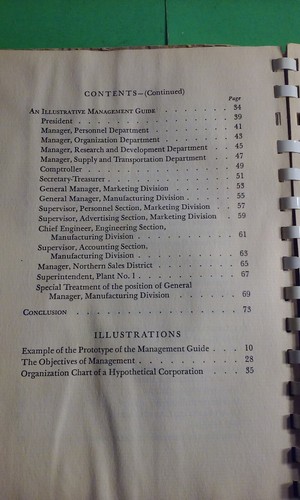 CONTENTS—(Continued)
Page
AN ILLUSTRATIVE MANAGEMENT GUIDE . . . . . . . 34
President . . . . . . . . . . . . . . . 39
Manager, Personnel Department . . . . . . . . 41
Manager, Organization Department . . . . . . . 43
Manager, Research and Development Department . . 45
Manager, Supply and Transportation Department . . 47
Comptroller . . . . . . . . . . . . . . 49
Secretary-Treasurer . . . . . . . . . . . . 51
General Manager, Marketing Division . . . . . . 53
General Manager, Manufacturing Division . . . . . 55
Supervisor, Personnel Section, Marketing Division . . 57
Supervisor, Advertising Section, Marketing Division . 59
Chief Engineer, Engineering Section,
Manufacturing Division . . . . . . . . . . 61
Supervisor, Accounting Section,
Manufacturing Division . . . . . . . . . . 63
Manager, Northern Sales District . . . . . . . 65
Superintendent, Plant No. 1 . . . . . . . . . 67
Special Treatment of the position of General
Manager, Manufacturing Division . . . . . . 69
CONCLUSION . . . . . . . . . . . . . . . 73
ILLUSTRATIONS
Example of the Prototype of the Management Guide . . . 10
The Objectives of Management . . . . . . . . . 28
Organization Chart of a Hypothetical Corporation . . . 35